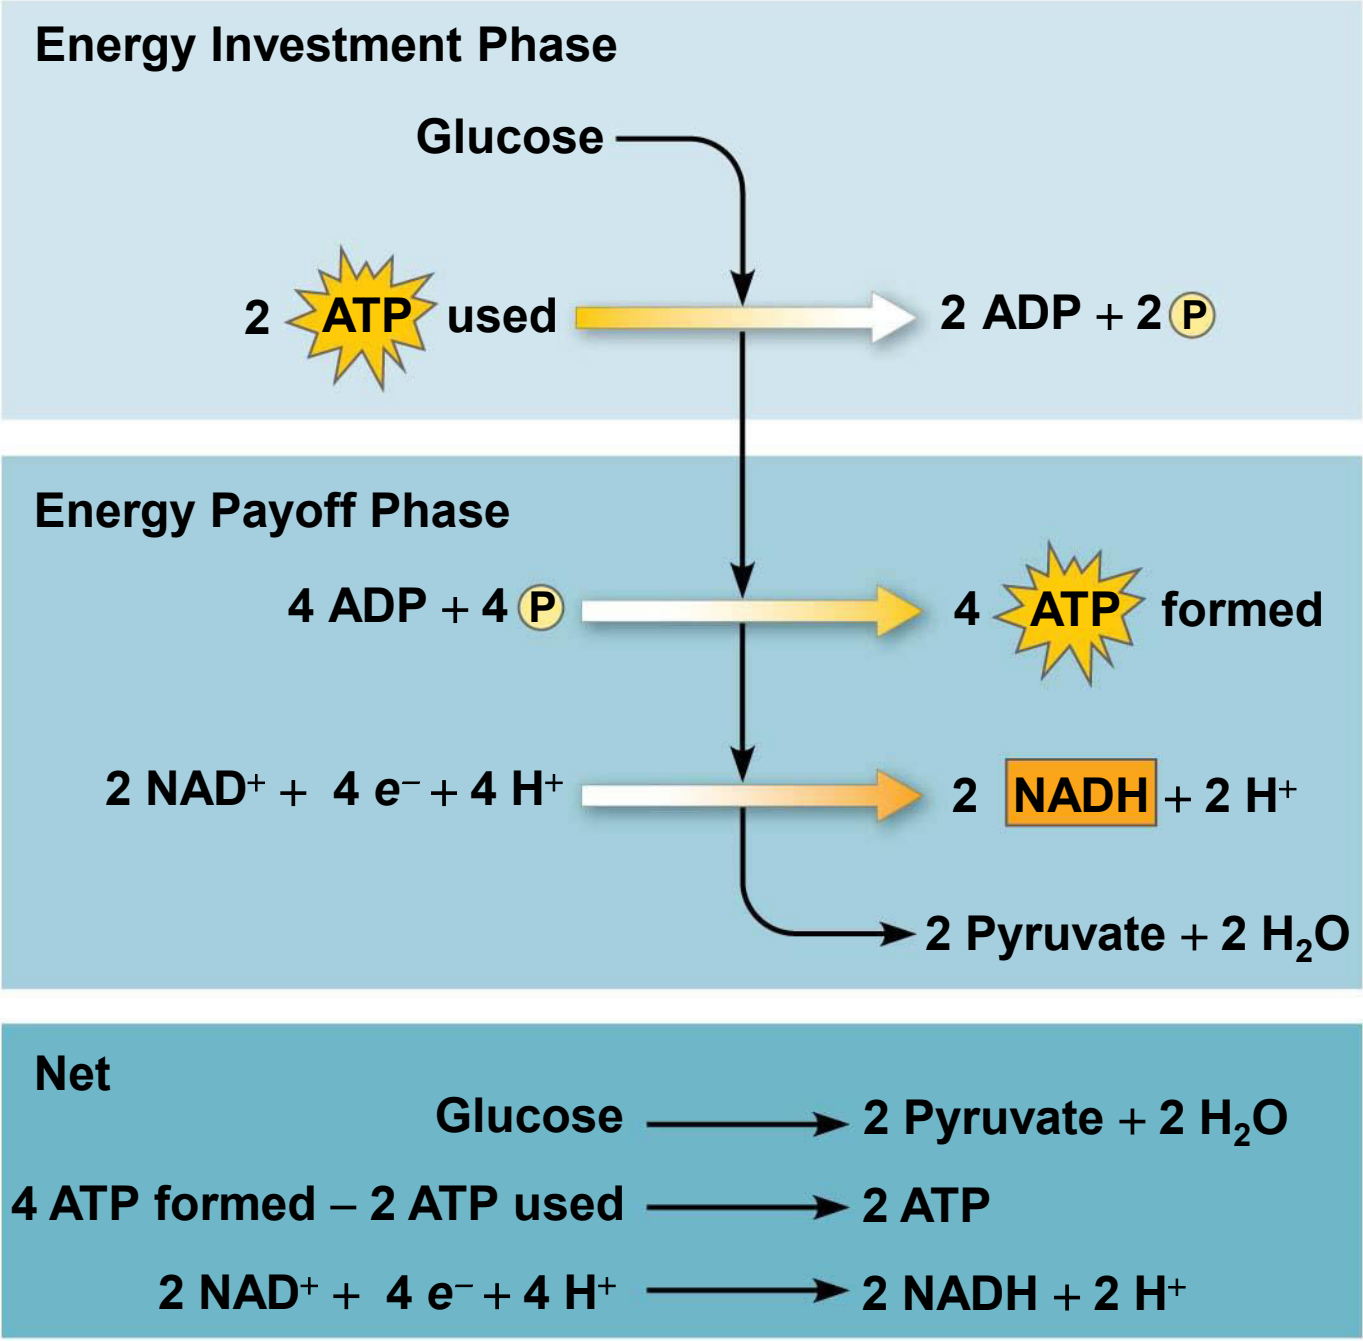 Energy Investment Phase
Glucose
2 ATP used 2 ADP + 2 P
Energy Payoff Phase
4 ADP + 4 P 4 ATP formed
2 NAD⁺ + 4 e⁻ + 4 H⁺ 2 NADH + 2 H⁺
2 Pyruvate + 2 H₂O
Net
Glucose 2 Pyruvate + 2 H₂O
4 ATP formed – 2 ATP used 2 ATP
2 NAD⁺ + 4 e⁻ + 4 H⁺ 2 NADH + 2 H⁺